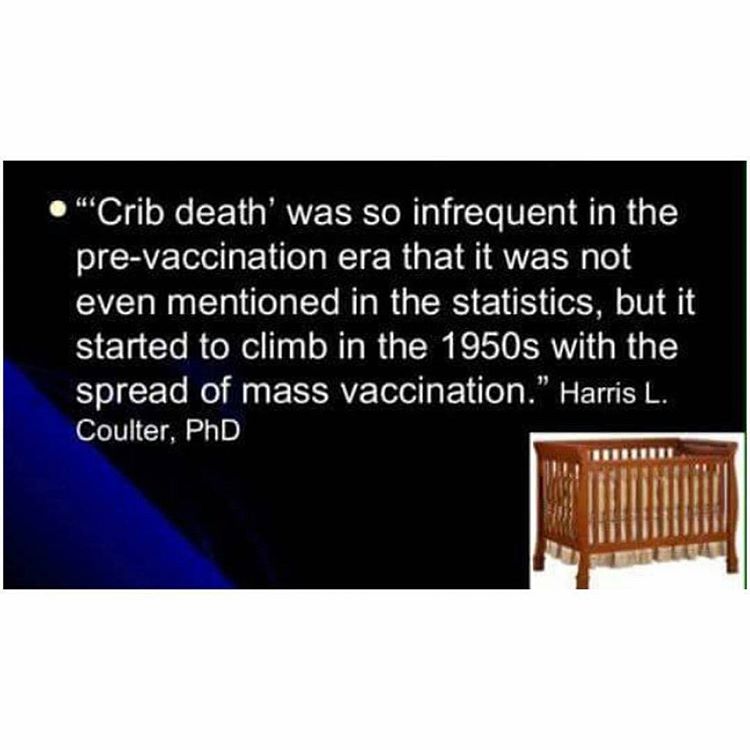 • “‘Crib death’ was so infrequent in the
pre-vaccination era that it was not
even mentioned in the statistics, but it
started to climb in the 1950s with the
spread of mass vaccination.” Harris L.
Coulter, PhD